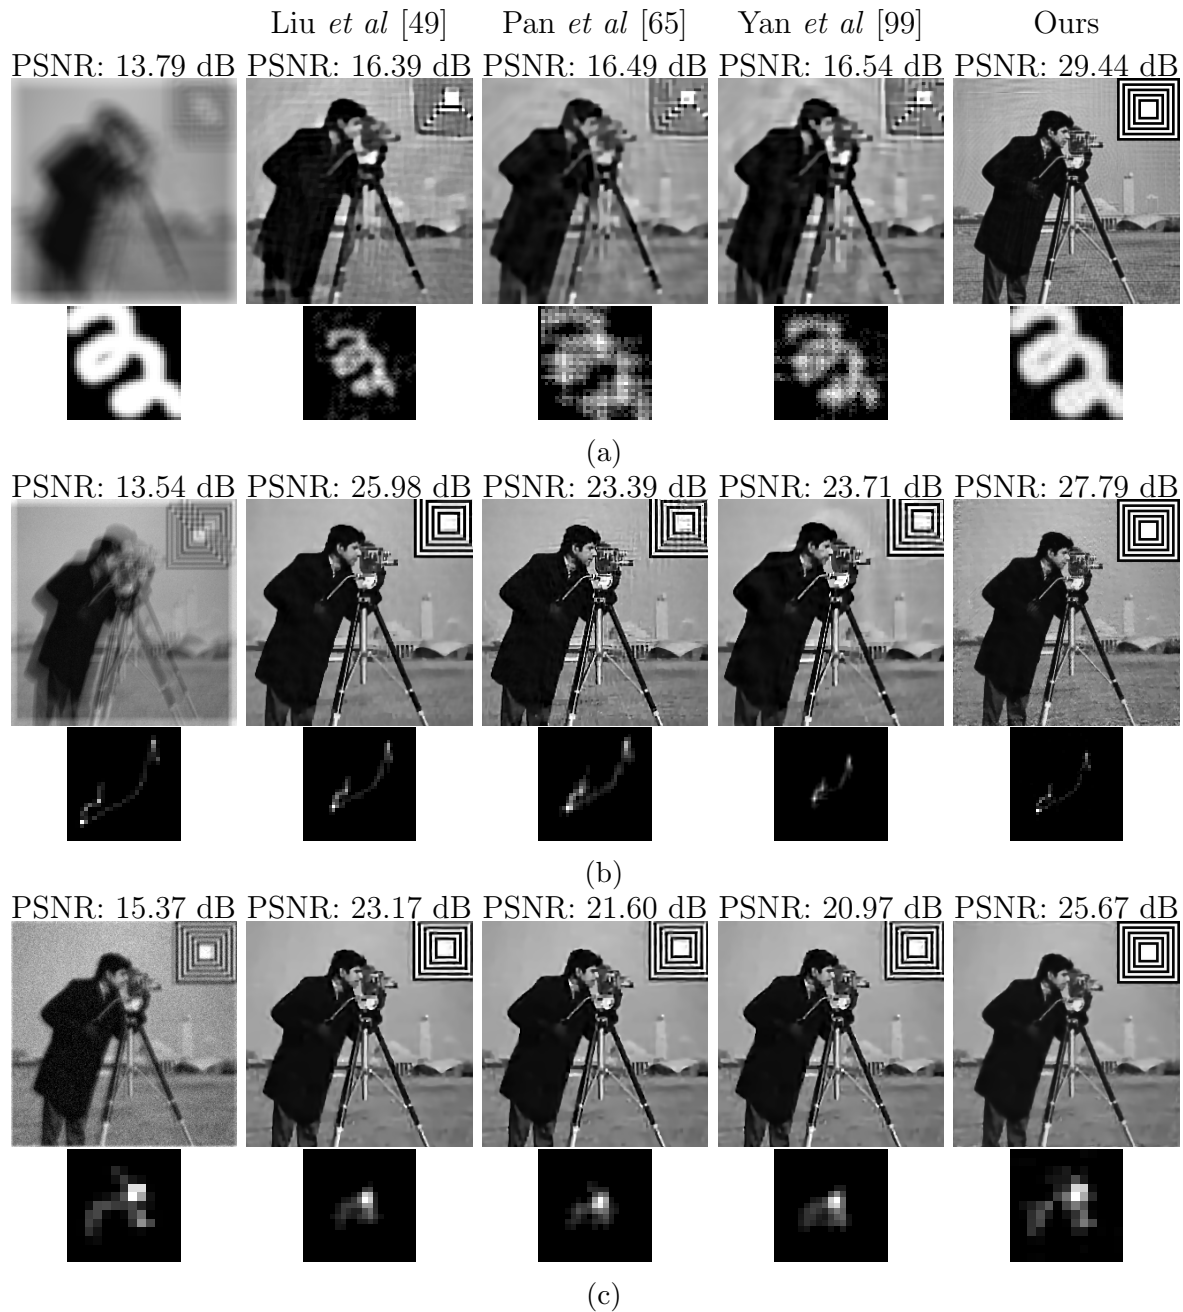 Liu et al [49] Pan et al [65] Yan et al [99] Ours
PSNR: 13.79 dB PSNR: 16.39 dB PSNR: 16.49 dB PSNR: 16.54 dB PSNR: 29.44 dB
(a)
PSNR: 13.54 dB PSNR: 25.98 dB PSNR: 23.39 dB PSNR: 23.71 dB PSNR: 27.79 dB
(b)
PSNR: 15.37 dB PSNR: 23.17 dB PSNR: 21.60 dB PSNR: 20.97 dB PSNR: 25.67 dB
(c)